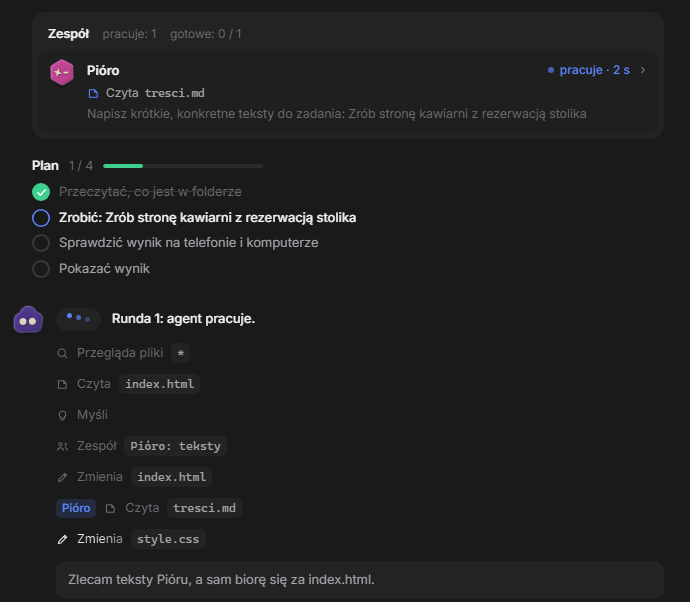 Zespół pracuje: 1 gotowe: 0 / 1
Pióro pracuje · 2 s
Czyta tresci.md
Napisz krótkie, konkretne teksty do zadania: Zrób stronę kawiarni z rezerwacją stolika
Plan 1 / 4
Przeczytać, co jest w folderze
Zrobić: Zrób stronę kawiarni z rezerwacją stolika
Sprawdzić wynik na telefonie i komputerze
Pokazać wynik
Runda 1: agent pracuje.
Przegląda pliki *
Czyta index.html
Myśli
Zespół Pióro: teksty
Zmienia index.html
Pióro Czyta tresci.md
Zmienia style.css
Zlecam teksty Pióru, a sam biorę się za index.html.